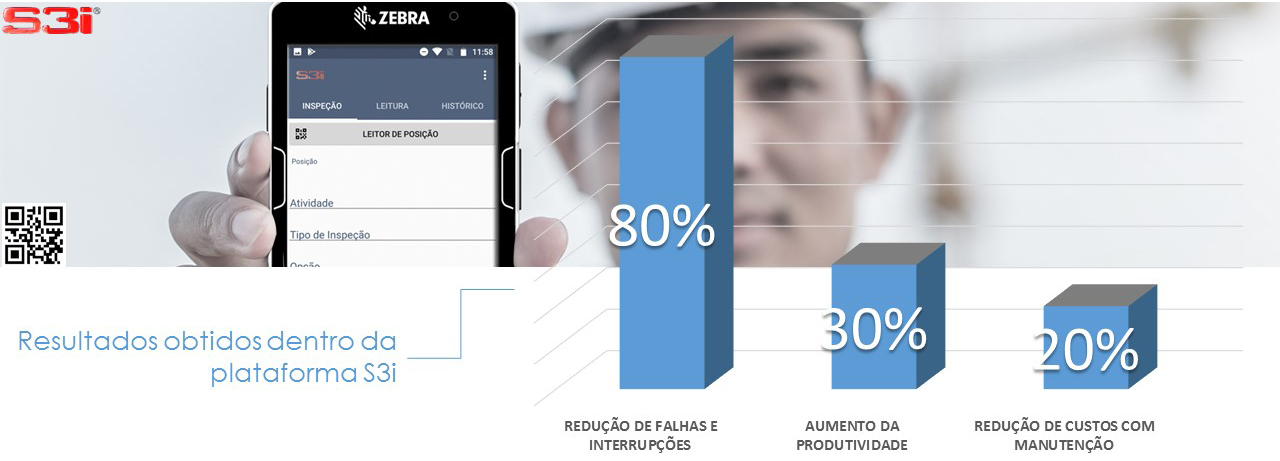 S3i®
ZEBRA
11:58
S3i
INSPEÇÃO LEITURA HISTÓRICO
LEITOR DE POSIÇÃO
Posição
Atividade
Tipo de Inspeção
Opção
80%
30%
20%
Resultados obtidos dentro da
plataforma S3i
REDUÇÃO DE FALHAS E
INTERRUPÇÕES
AUMENTO DA
PRODUTIVIDADE
REDUÇÃO DE CUSTOS COM
MANUTENÇÃO